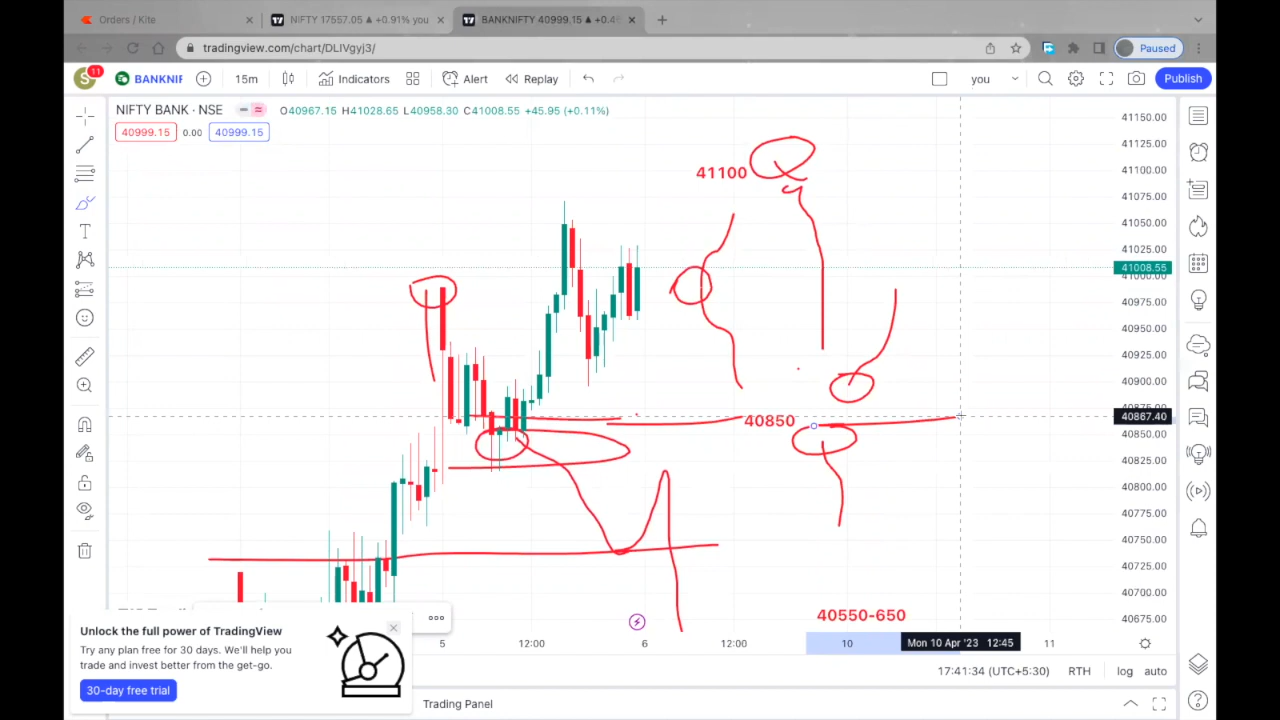 Orders / Kite
NIFTY 17557.05 ▲ +0.91% you
BANKNIFTY 40999.15 ▲ +0.4
tradingview.com/chart/DLIVgyj3/
Paused
S 11
BANKNIF
15m
Indicators
Alert
Replay
you
Publish
NIFTY BANK · NSE
O40967.15 H41028.65 L40958.30 C41008.55 +45.95 (+0.11%)
40999.15 0.00 40999.15
41150.00
41125.00
41100.00
41075.00
41050.00
41025.00
41008.55
41000.00
40975.00
40950.00
40925.00
40900.00
40867.40
40850.00
40825.00
40800.00
40775.00
40750.00
40725.00
40700.00
40675.00
41100
40850
40550-650
5
12:00
6
12:00
10
Mon 10 Apr '23 12:45
11
Unlock the full power of TradingView
Try any plan free for 30 days. We'll help you
trade and invest better from the get-go.
30-day free trial
17:41:34 (UTC+5:30)
RTH
log
auto
Trading Panel